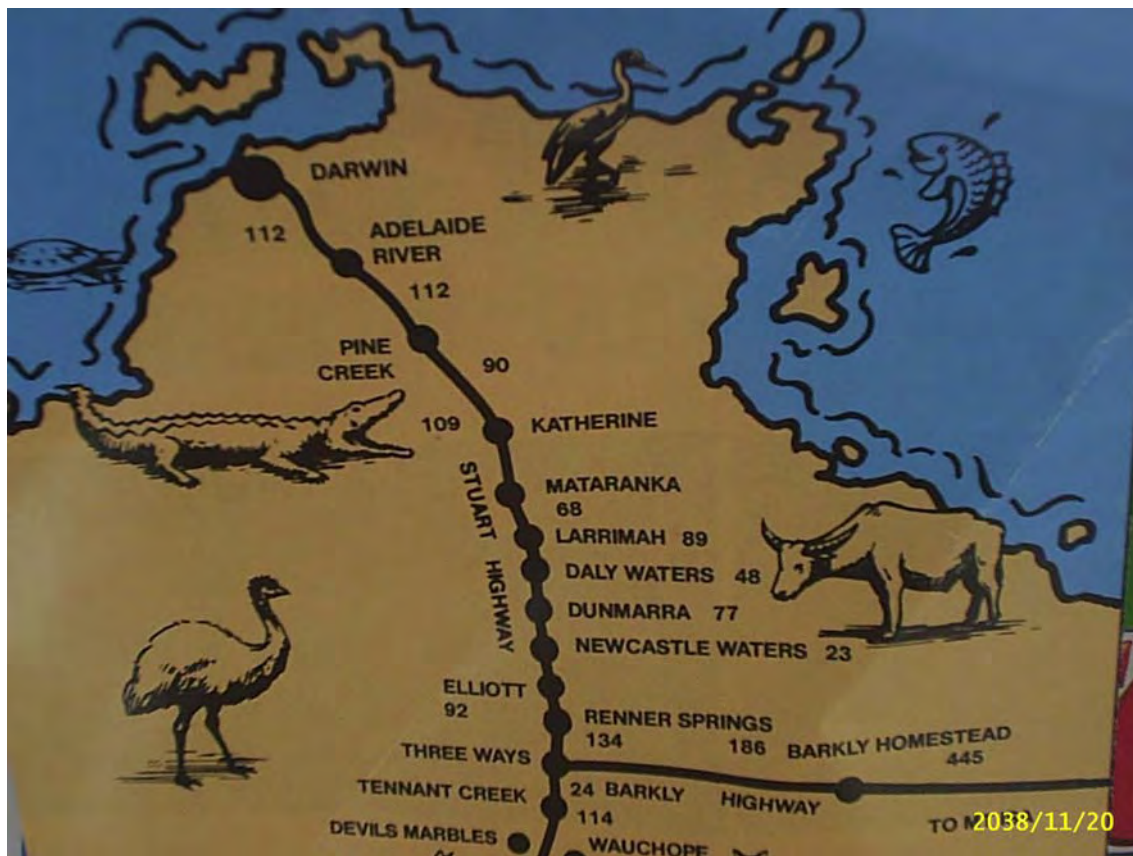 DARWIN
112
ADELAIDE
RIVER
112
PINE
CREEK
90
109
KATHERINE
STUART HIGHWAY
MATARANKA
68
LARRIMAH 89
DALY WATERS 48
DUNMARRA 77
NEWCASTLE WATERS 23
ELLIOTT
92
RENNER SPRINGS
134
186 BARKLY HOMESTEAD
445
THREE WAYS
TENNANT CREEK
24 BARKLY HIGHWAY
114
TO
2038/11/20
DEVILS MARBLES
WAUCHOPE